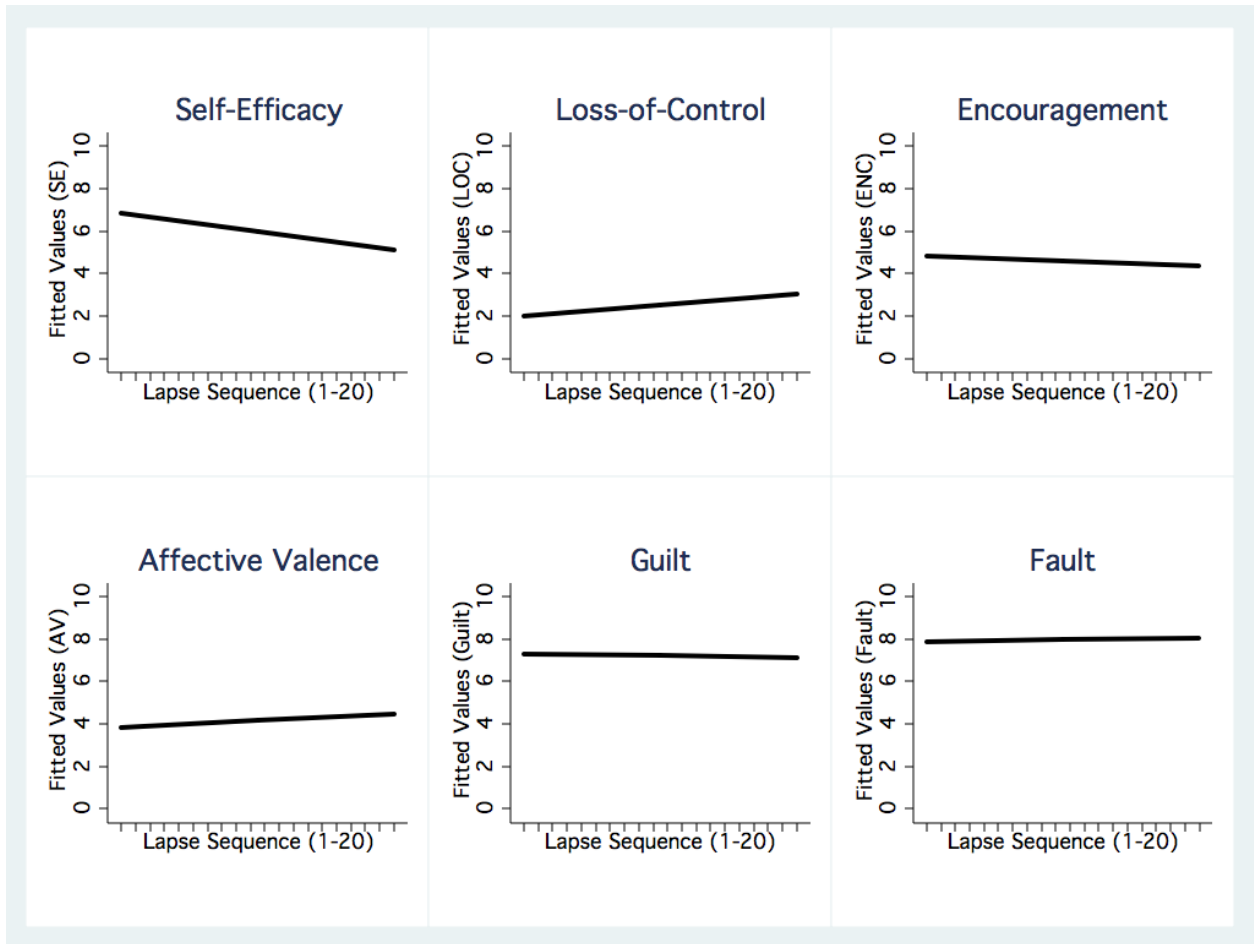 Self-Efficacy
Fitted Values (SE)
10
8
6
4
2
0
Lapse Sequence (1-20)
Loss-of-Control
Fitted Values (LOC)
10
8
6
4
2
0
Lapse Sequence (1-20)
Encouragement
Fitted Values (ENC)
10
8
6
4
2
0
Lapse Sequence (1-20)
Affective Valence
Fitted Values (AV)
10
8
6
4
2
0
Lapse Sequence (1-20)
Guilt
Fitted Values (Guilt)
10
8
6
4
2
0
Lapse Sequence (1-20)
Fault
Fitted Values (Fault)
10
8
6
4
2
0
Lapse Sequence (1-20)